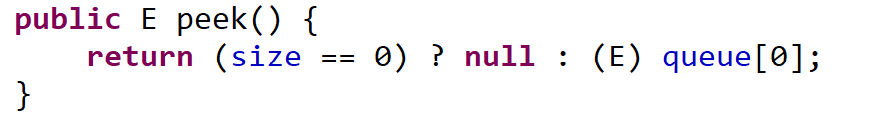 public E peek() {
    return (size == 0) ? null : (E) queue[0];
}